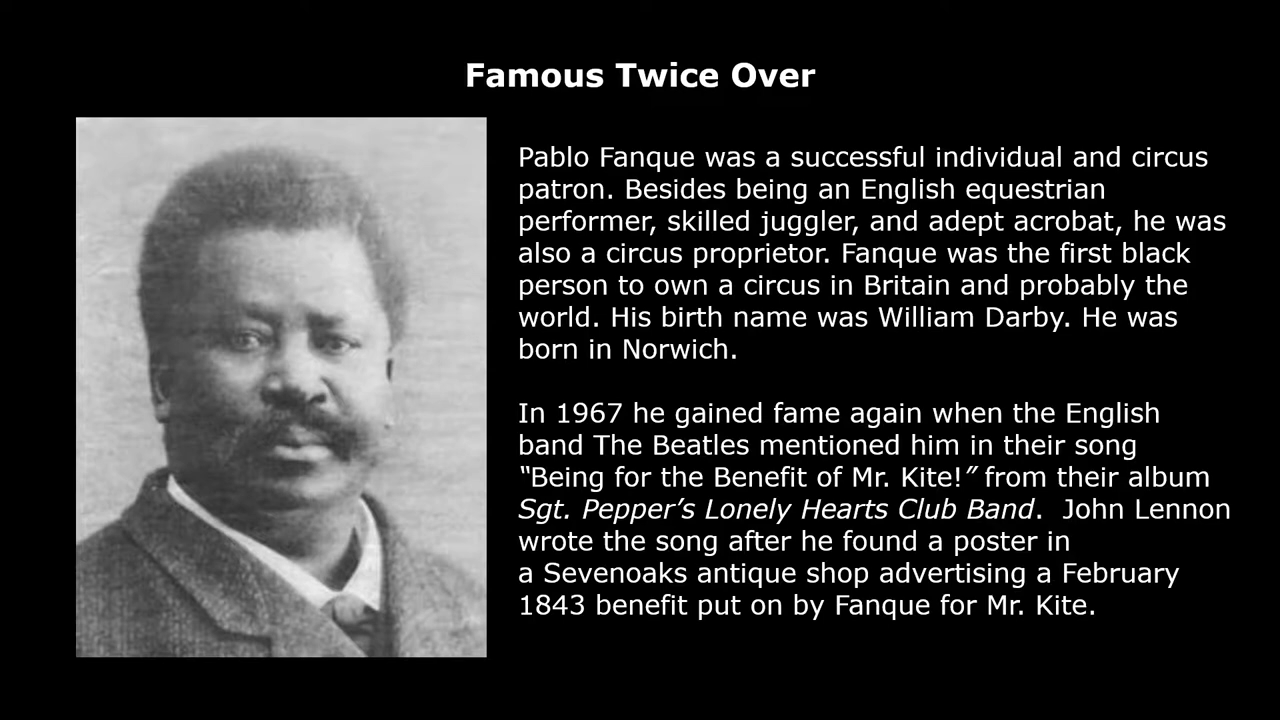 Famous Twice Over
Pablo Fanque was a successful individual and circus
patron. Besides being an English equestrian
performer, skilled juggler, and adept acrobat, he was
also a circus proprietor. Fanque was the first black
person to own a circus in Britain and probably the
world. His birth name was William Darby. He was
born in Norwich.
In 1967 he gained fame again when the English
band The Beatles mentioned him in their song
“Being for the Benefit of Mr. Kite!” from their album
Sgt. Pepper’s Lonely Hearts Club Band.  John Lennon
wrote the song after he found a poster in
a Sevenoaks antique shop advertising a February
1843 benefit put on by Fanque for Mr. Kite.